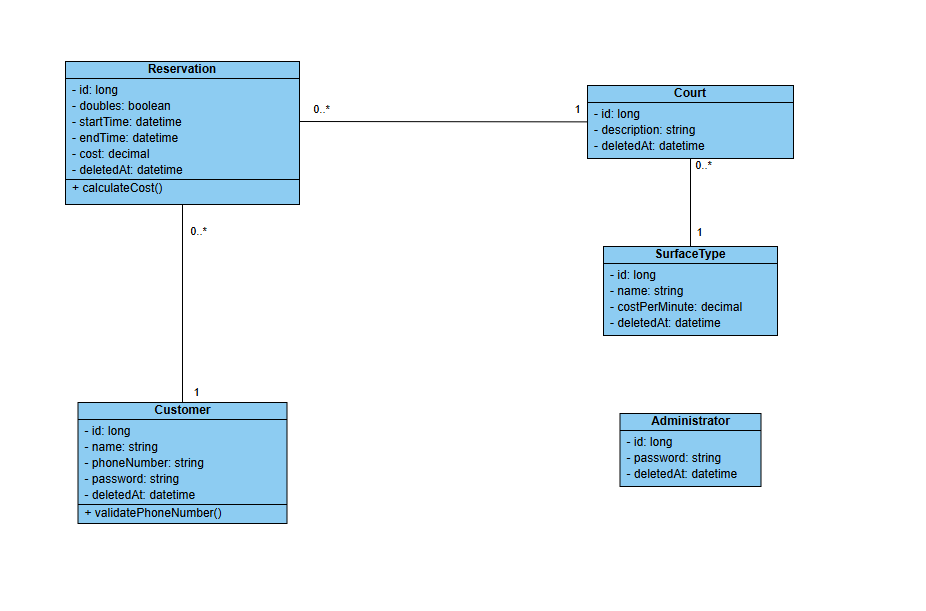 Reservation
- id: long
- doubles: boolean
- startTime: datetime
- endTime: datetime
- cost: decimal
- deletedAt: datetime
+ calculateCost()
0..*
1
Court
- id: long
- description: string
- deletedAt: datetime
0..*
1
SurfaceType
- id: long
- name: string
- costPerMinute: decimal
- deletedAt: datetime
0..*
1
Customer
- id: long
- name: string
- phoneNumber: string
- password: string
- deletedAt: datetime
+ validatePhoneNumber()
Administrator
- id: long
- password: string
- deletedAt: datetime